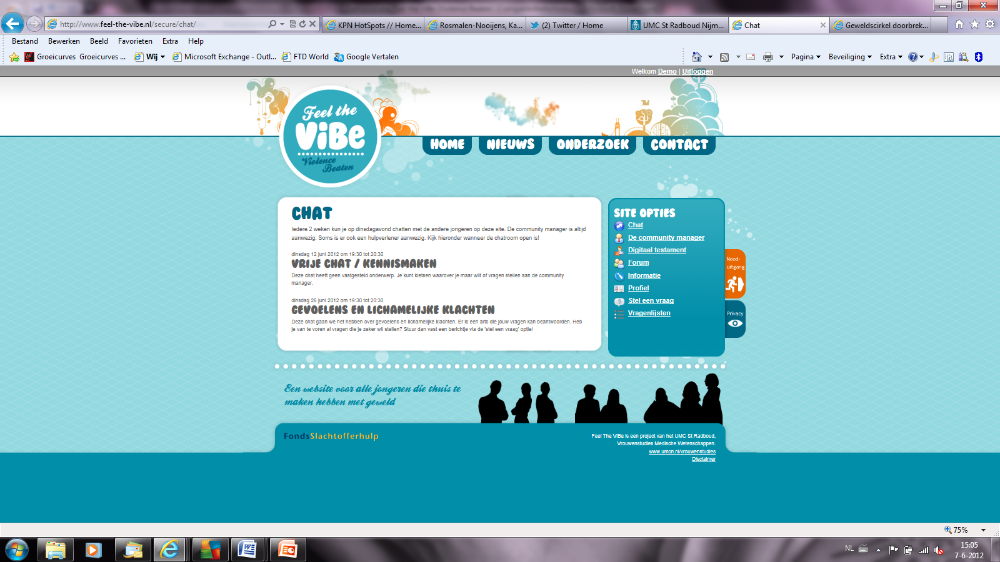 http://www.feel-the-vibe.nl/secure/chat/
KPN HotSpots // Home...
Rosmalen-Nooijens, Ka...
(2) Twitter / Home
UMC St Radboud Nijm...
Chat
Geweldscirkel doorbrek...
Bestand Bewerken Beeld Favorieten Extra Help
Groeicurves Groeicurves ... Wij Microsoft Exchange - Outl... FTD World Google Vertalen
Pagina Beveiliging Extra
Welkom Demo | Uitloggen
Feel the
ViBe
Violence
Beaten
HOME NIEUWS ONDERZOEK CONTACT
CHAT
Iedere 2 weken kun je op dinsdagavond chatten met de andere jongeren op deze site. De community manager is altijd
aanwezig. Soms is er ook een hulpverlener aanwezig. Kijk hieronder wanneer de chatroom open is!
dinsdag 12 juni 2012 om 19:30 tot 20:30
VRIJE CHAT / KENNISMAKEN
Deze chat heeft geen vastgesteld onderwerp. Je kunt kletsen waarover je maar wilt of vragen stellen aan de community
manager.
dinsdag 26 juni 2012 om 19:30 tot 20:30
GEVOELENS EN LICHAMELIJKE KLACHTEN
Deze chat gaan we het hebben over gevoelens en lichamelijke klachten. Er is een arts die jouw vragen kan beantwoorden. Heb
je van te voren al vragen die je zeker wil stellen? Stuur dan vast een berichtje via de 'stel een vraag' optie!
SITE OPTIES
Chat
De community manager
Digitaal testament
Forum
Informatie
Profiel
Stel een vraag
Vragenlijsten
Nood-
uitgang
Privacy
Een website voor alle jongeren die thuis te
maken hebben met geweld
FondsSlachtofferhulp
Feel The ViBe is een project van het UMC St Radboud,
Vrouwenstudies Medische Wetenschappen.
www.umcn.nl/vrouwenstudies
Disclaimer
75%
NL
15:05
7-6-2012